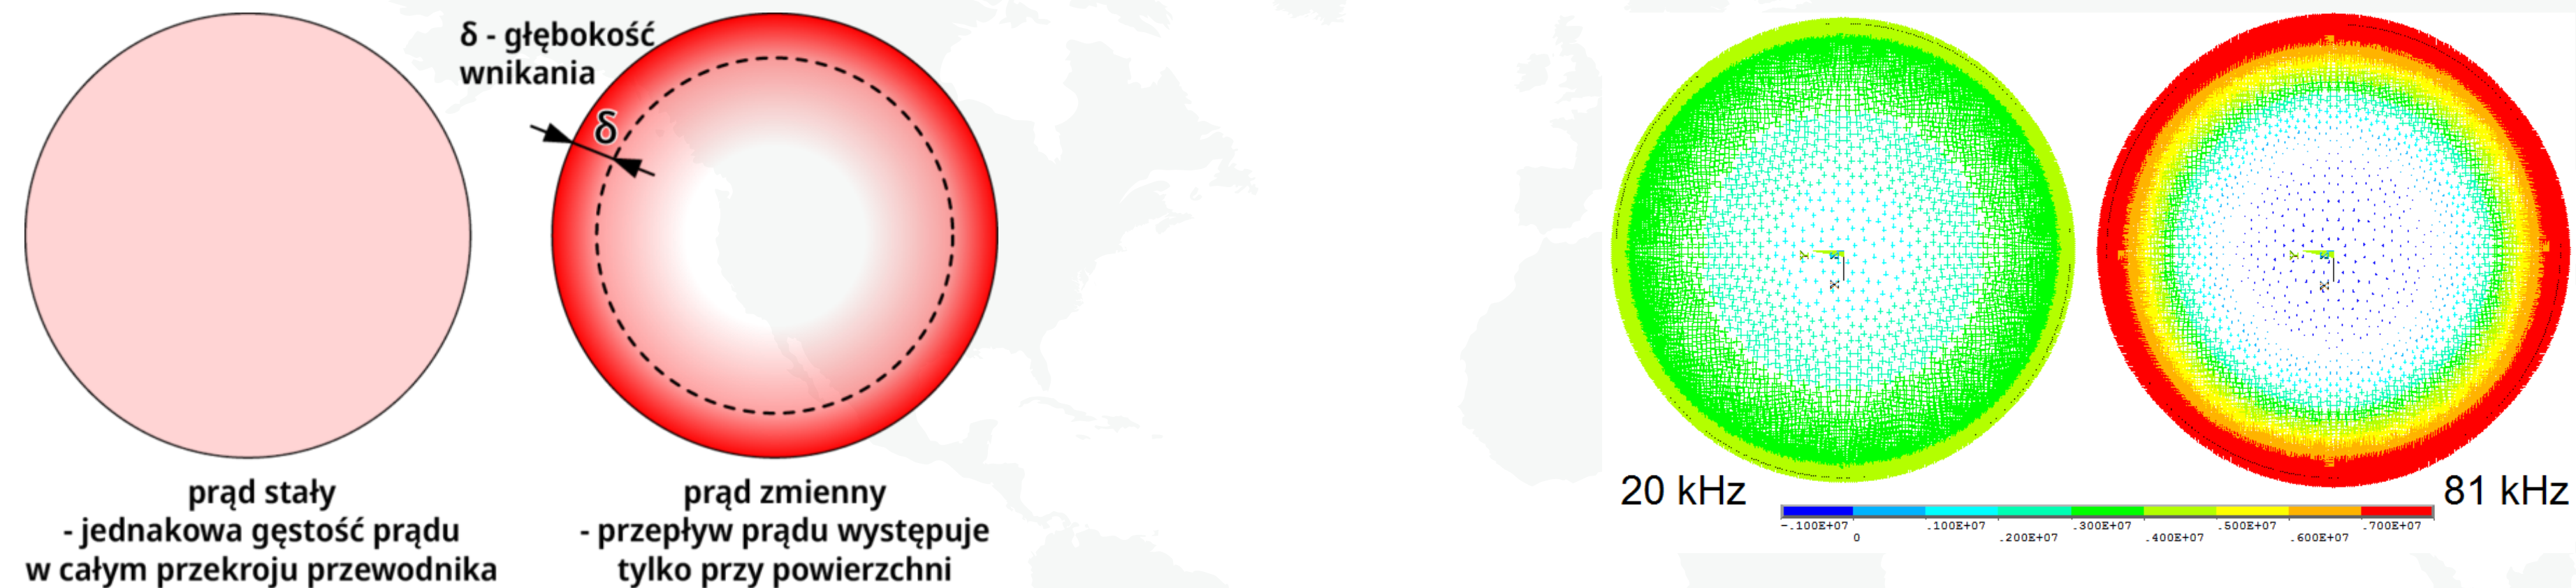 δ - głębokość
wnikania
δ
prąd stały
- jednakowa gęstość prądu
w całym przekroju przewodnika
prąd zmienny
- przepływ prądu występuje
tylko przy powierzchni
20 kHz
81 kHz
-.100E+07
0
.100E+07
.200E+07
.300E+07
.400E+07
.500E+07
.600E+07
.700E+07